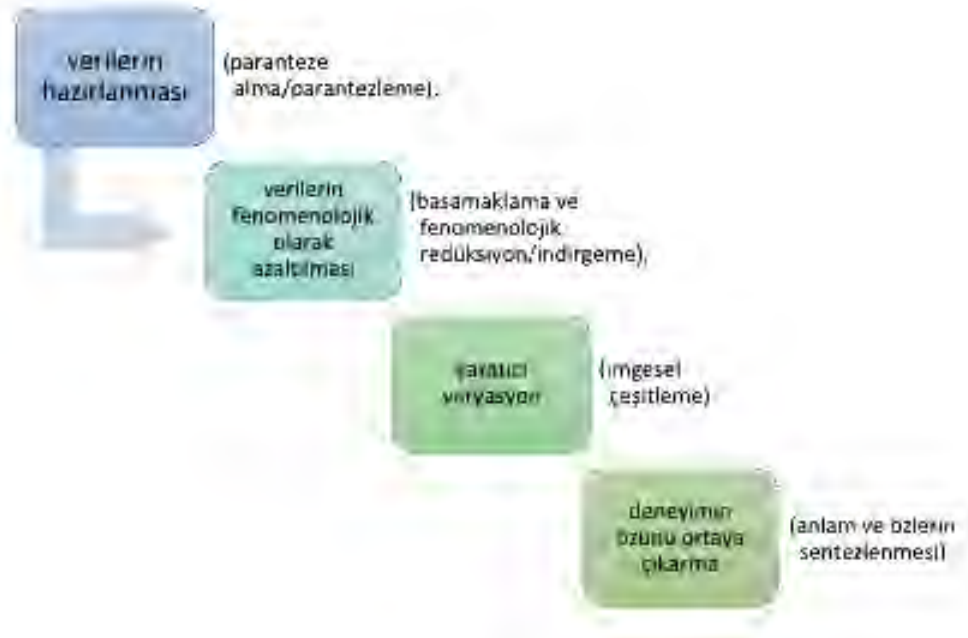 verilerin
hazırlanması
(paranteze
alma/parantezleme).
verilerin
fenomenolojik
olarak
azaltılması
(basamaklama ve
fenomenolojik
redüksiyon/indirgeme),
yaratıcı
varyasyon
(imgesel
çeşitleme)
deneyimin
özünü ortaya
çıkarma
(anlam ve özlerin
sentezlenmesi)